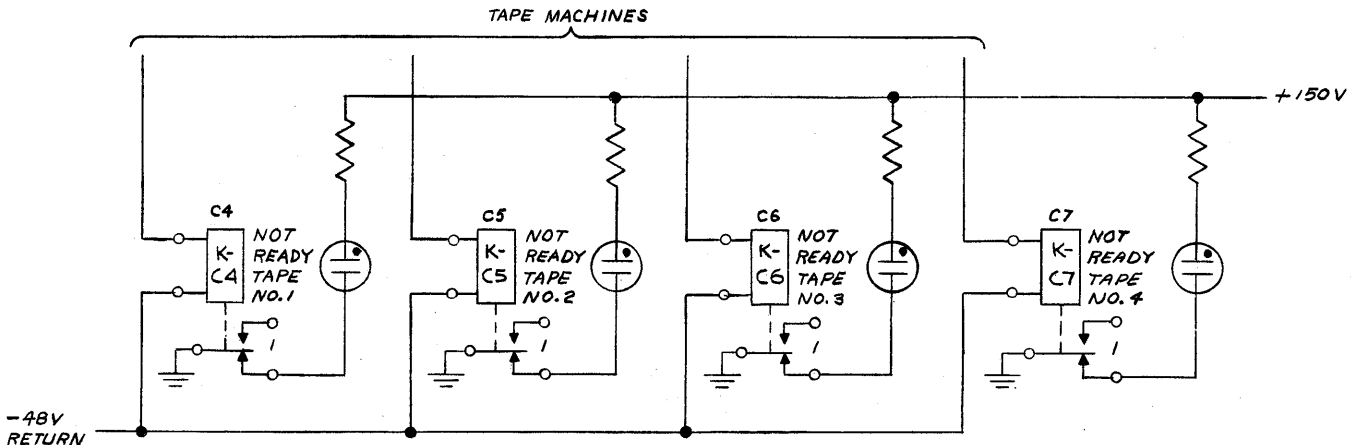 TAPE MACHINES
+150V
C4
K-
C4
NOT
READY
TAPE
NO.1
1
C5
K-
C5
NOT
READY
TAPE
NO.2
1
C6
K-
C6
NOT
READY
TAPE
NO.3
1
C7
K-
C7
NOT
READY
TAPE
NO.4
1
-48V
RETURN